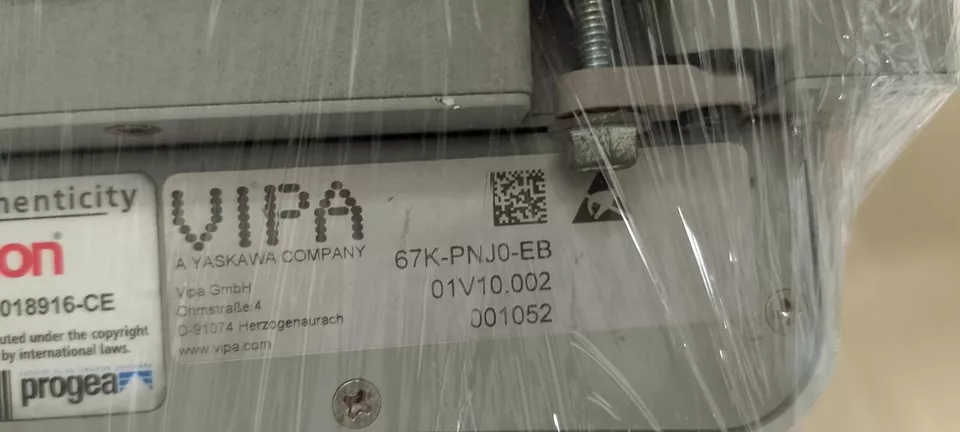 henticity
on®
018916-CE
uted under the copyright
by international laws.
progea
VIPA
A YASKAWA COMPANY
Vipa GmbH
Ohmstraße 4
D-91074 Herzogenaurach
www.vipa.com
67K-PNJ0-EB
01V10.002
001052